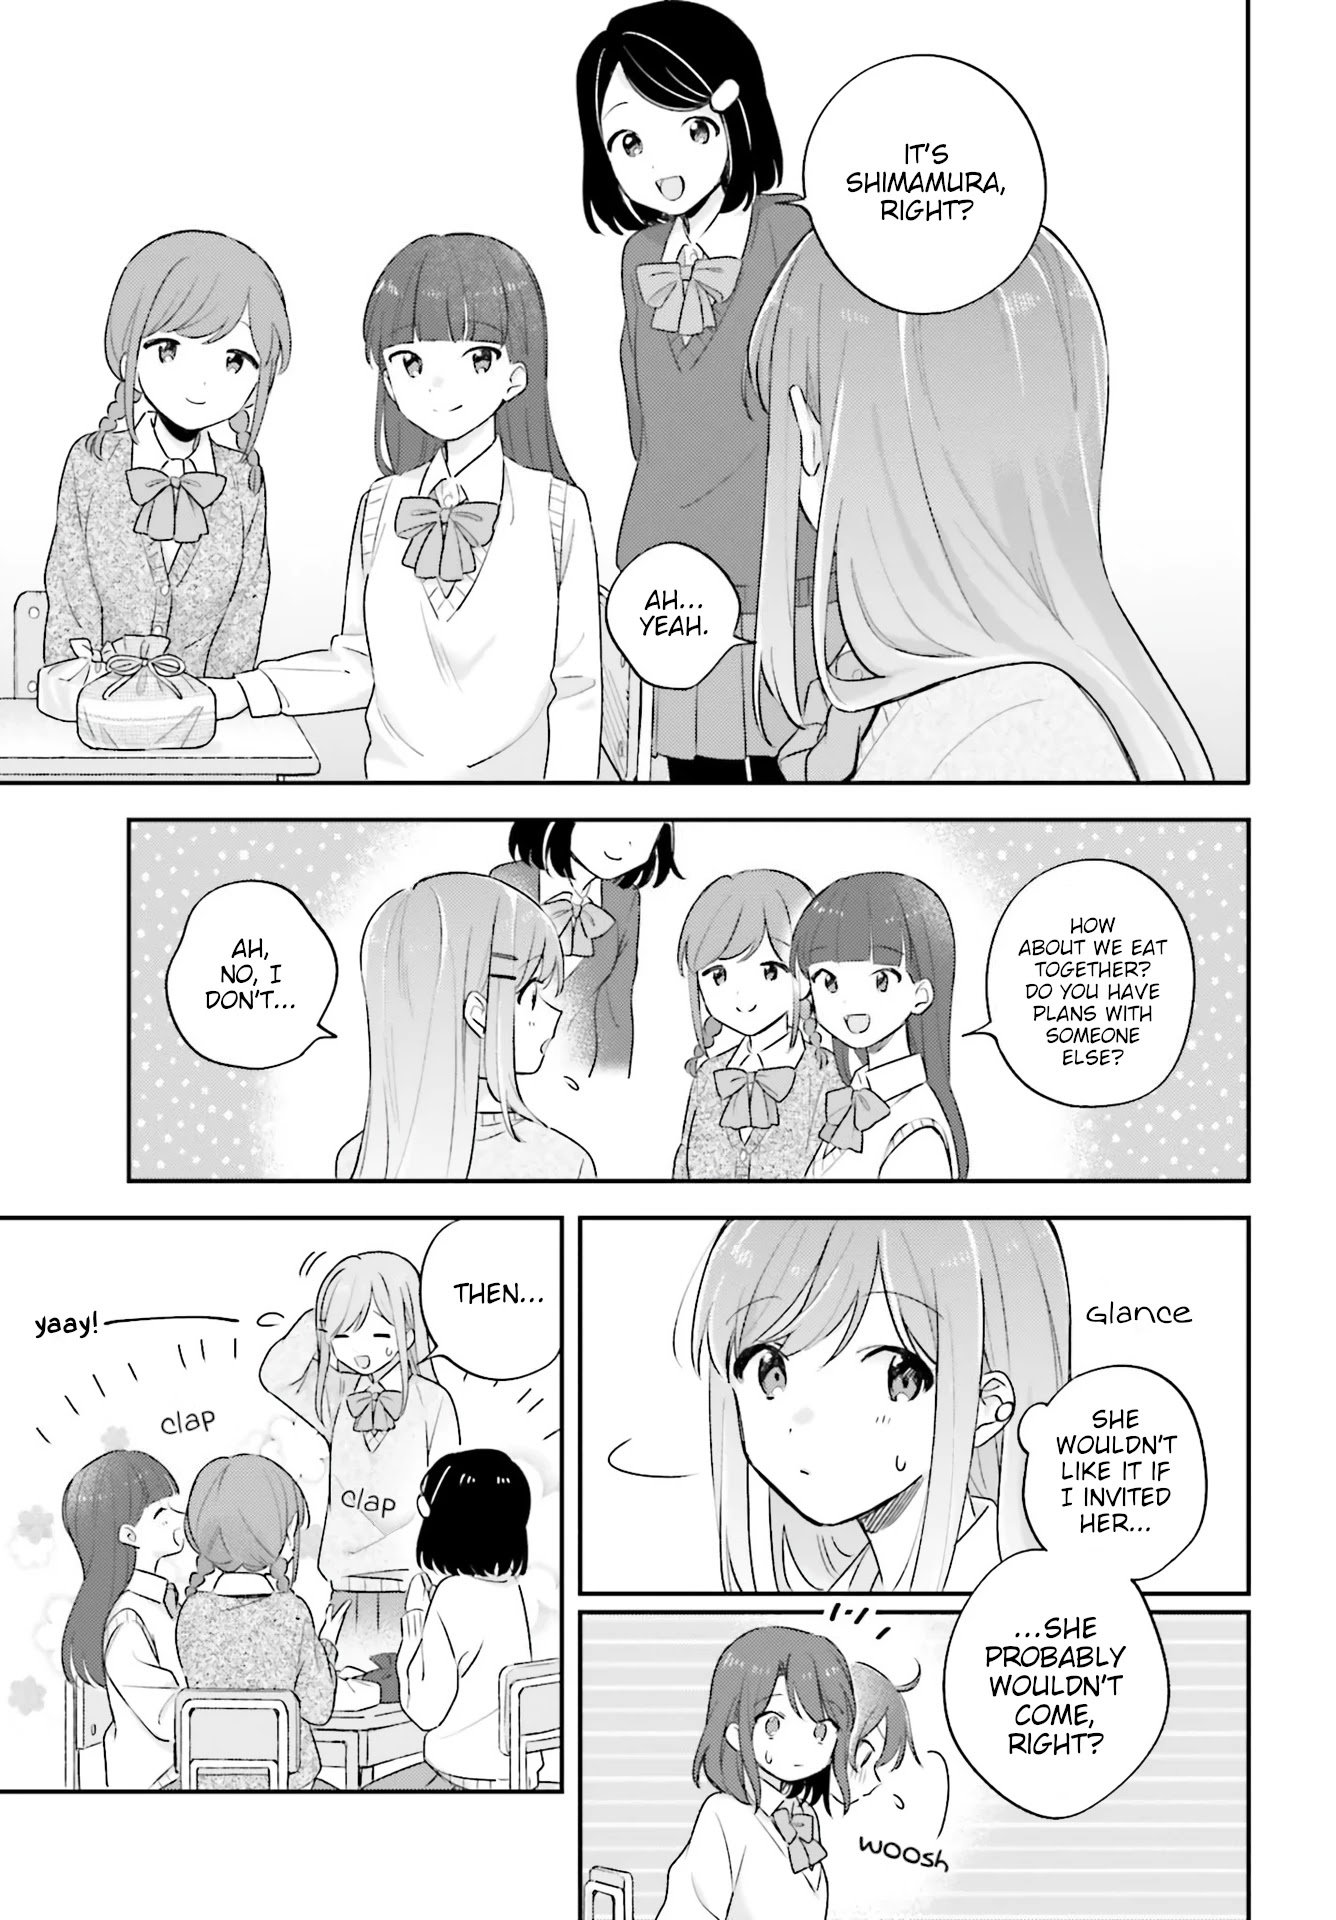 IT'S
SHIMAMURA,
RIGHT?
AH...
YEAH.
HOW
ABOUT WE EAT
TOGETHER?
DO YOU HAVE
PLANS WITH
SOMEONE
ELSE?
AH,
NO, I
DON'T...
Glance
SHE
WOULDN'T
LIKE IT IF
I INVITED
HER...
...SHE
PROBABLY
WOULDN'T
COME,
RIGHT?
woosh
THEN...
yaay!
clap
clap